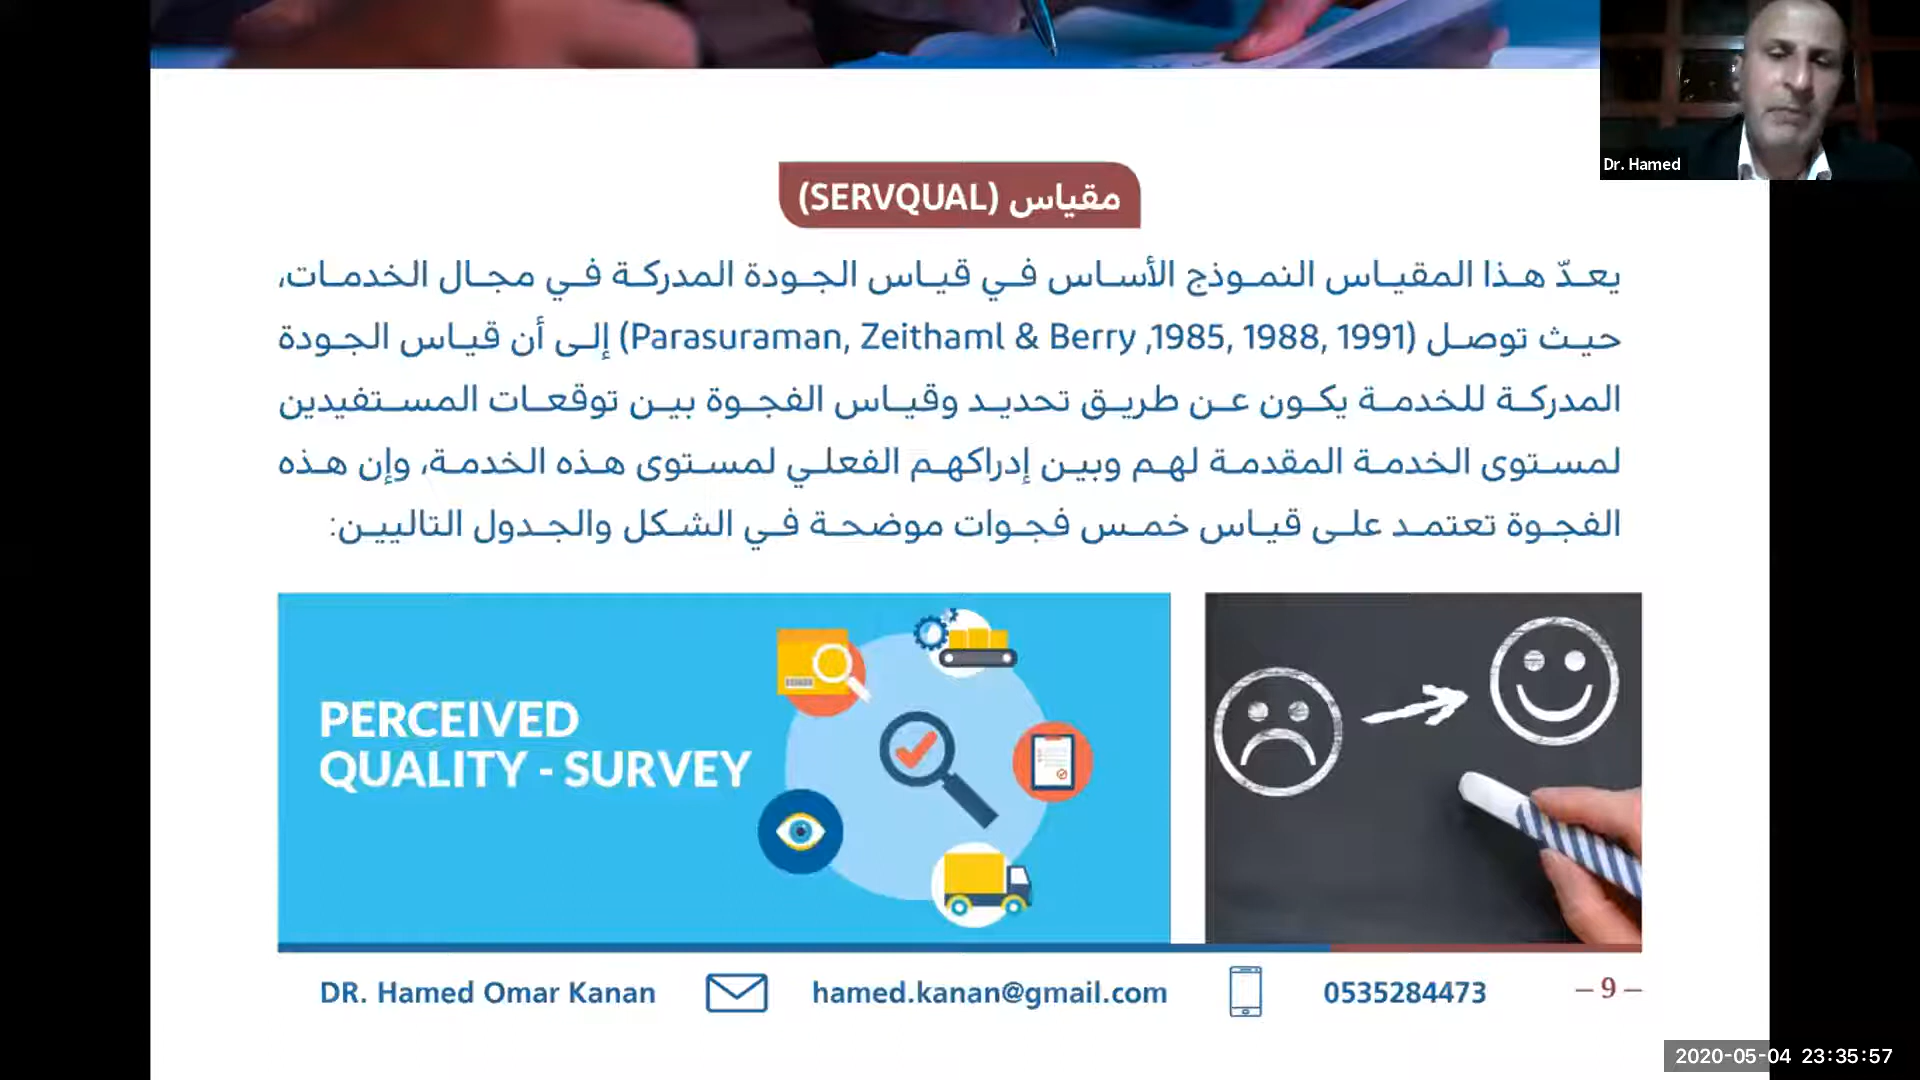 Dr. Hamed
مقياس (SERVQUAL)
يعدّ هذا المقياس النموذج الأساس في قياس الجودة المدركة في مجال الخدمات،
حيث توصل (Parasuraman, Zeithaml & Berry ,1985, 1988, 1991) إلى أن قياس الجودة
المدركة للخدمة يكون عن طريق تحديد وقياس الفجوة بين توقعات المستفيدين
لمستوى الخدمة المقدمة لهم وبين إدراكهم الفعلي لمستوى هذه الخدمة، وإن هذه
الفجوة تعتمد على قياس خمس فجوات موضحة في الشكل والجدول التاليين:
PERCEIVED
QUALITY - SURVEY
DR. Hamed Omar Kanan hamed.kanan@gmail.com 0535284473 – 9 –
2020-05-04 23:35:57